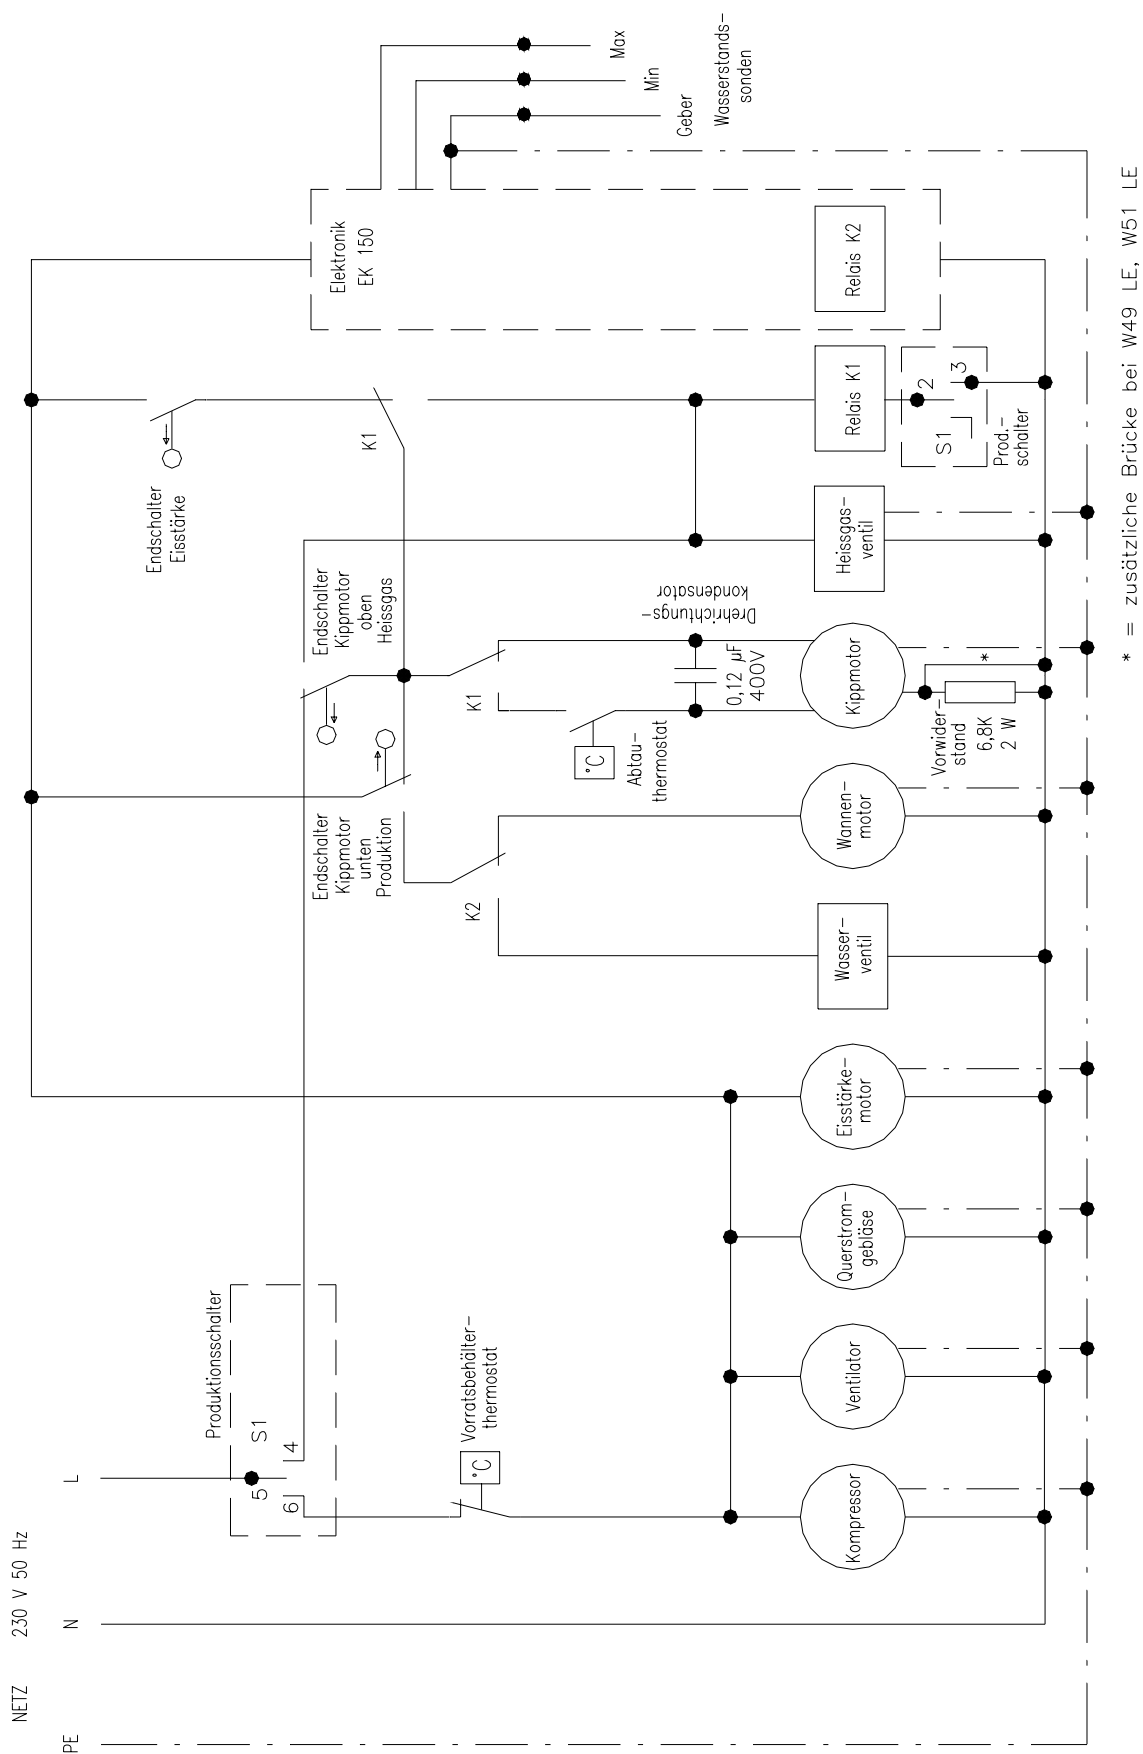 NETZ 230 V 50 Hz
PE
N
L
Produktionsschalter
S1
5
4
6
Vorratsbehälter-
thermostat
°C
Kompressor
Ventilator
Querstrom-
gebläse
Eisstärke-
motor
Wasser-
ventil
Wannen-
motor
Kippmotor
Heissgas-
ventil
Relais K1
Relais K2
Endschalter
Kippmotor
unten
Produktion
K2
Endschalter
Kippmotor
oben
Heissgas
K1
°C
Abtau-
thermostat
0,12 µF
400V
Drehrichtungs-
kondensator
Vorwider-
stand
6,8K
2 W
*
Endschalter
Eisstärke
K1
S1
2
3
Prod.-
schalter
Elektronik
EK 150
Max
Min
Geber
Wasserstands-
sonden
* = zusätzliche Brücke bei W49 LE, W51 LE